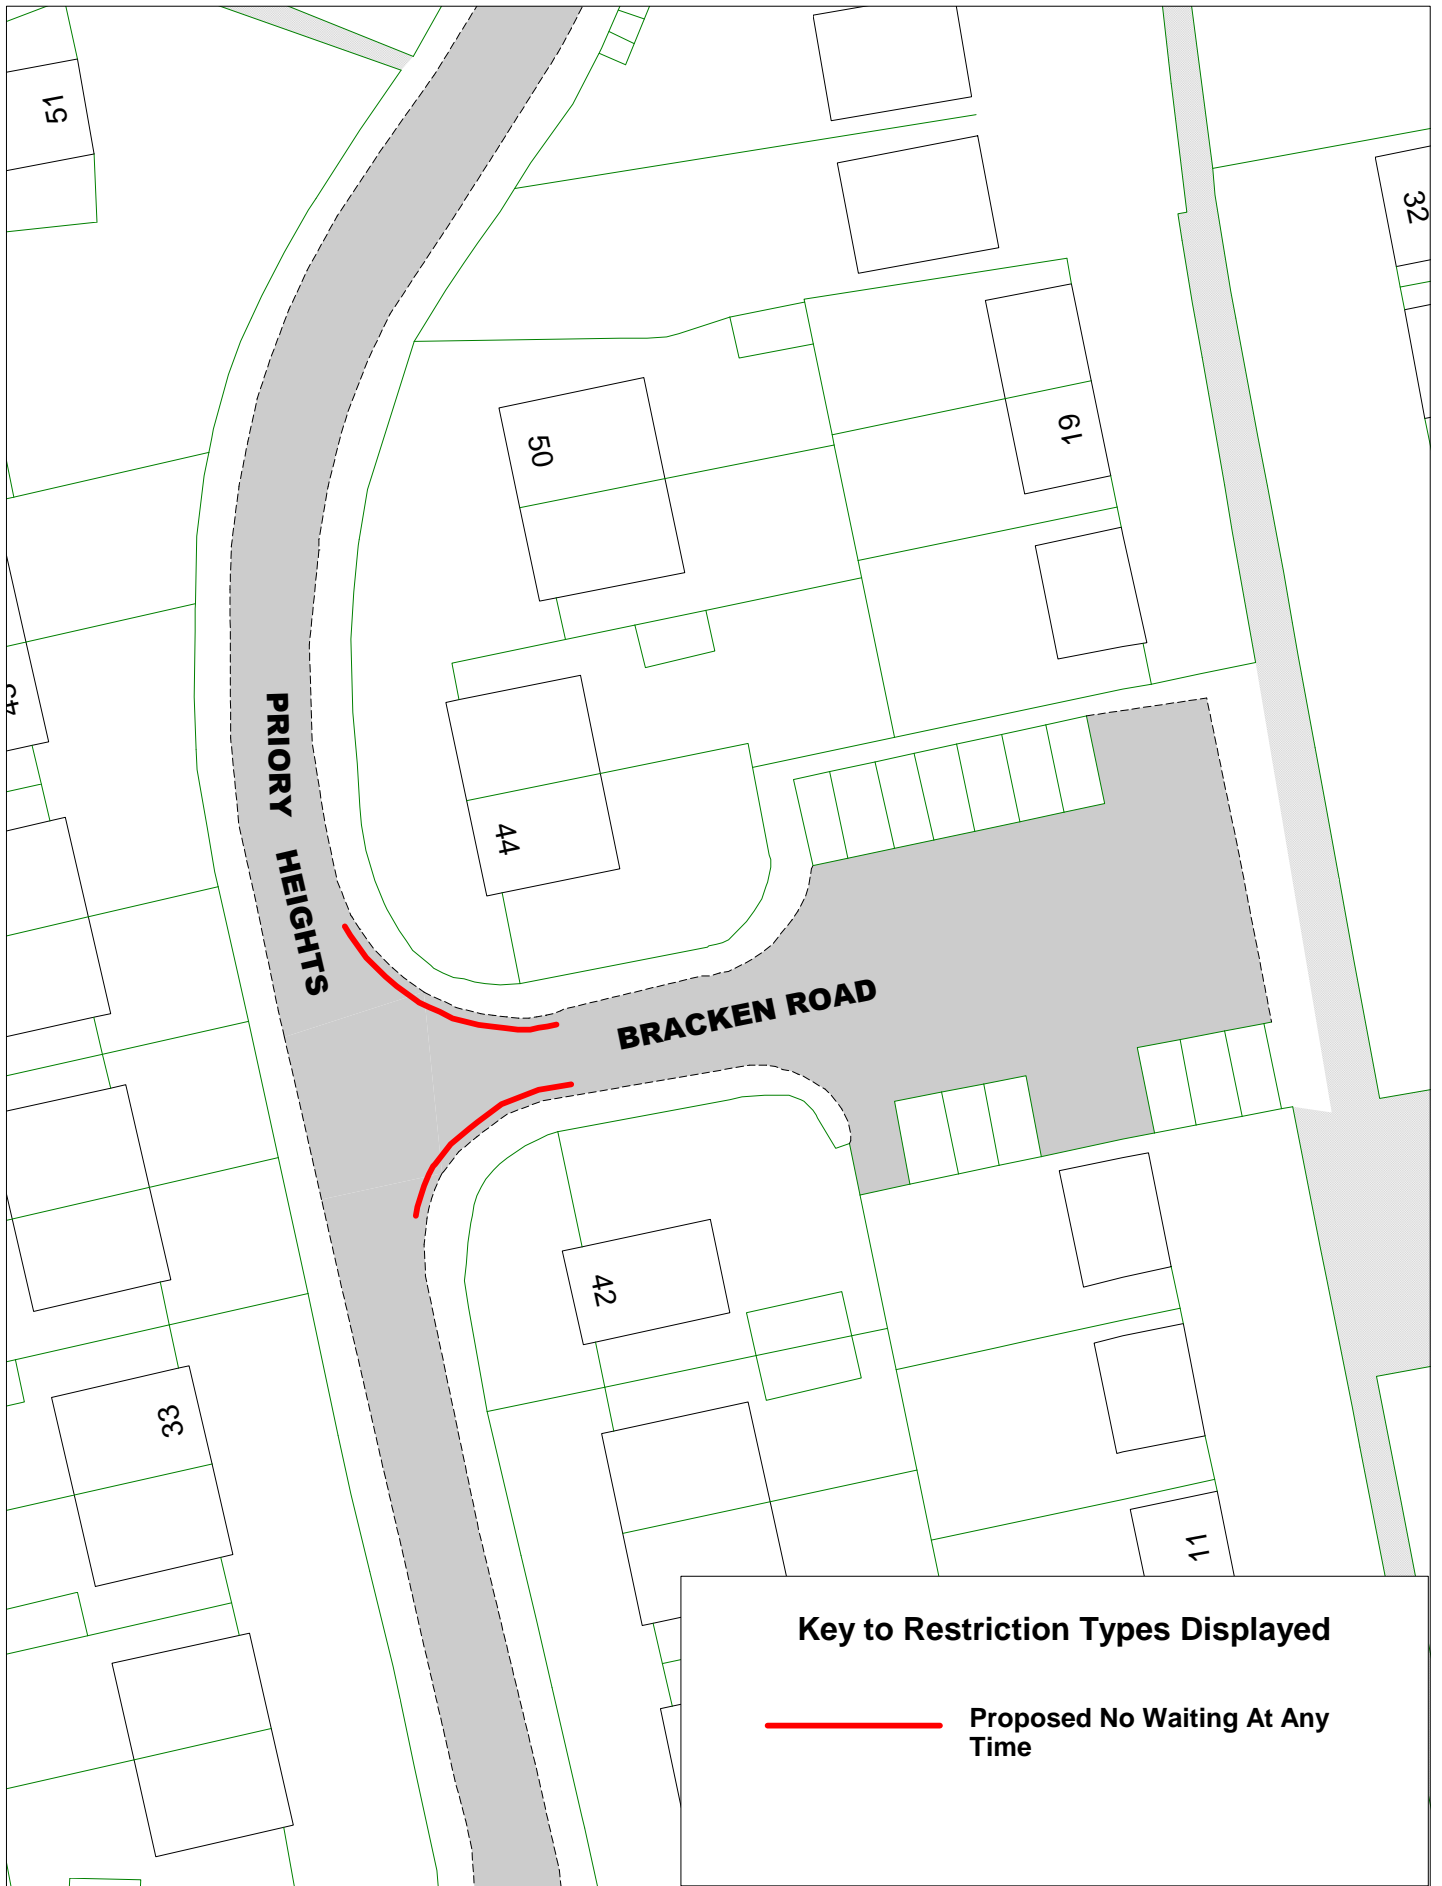 51
32
50
19
PRIORY HEIGHTS
44
BRACKEN ROAD
42
33
11
Key to Restriction Types Displayed
Proposed No Waiting At Any
Time